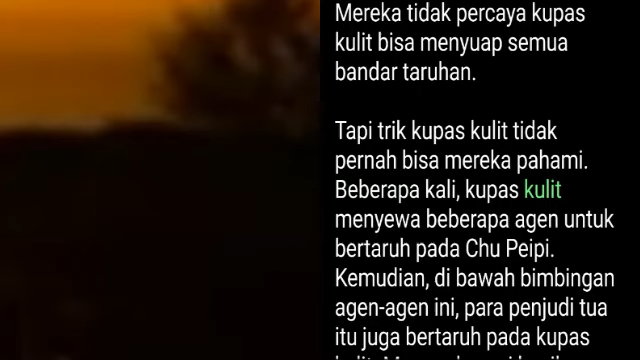 Mereka tidak percaya kupas
kulit bisa menyuap semua
bandar taruhan.
Tapi trik kupas kulit tidak
pernah bisa mereka pahami.
Beberapa kali, kupas kulit
menyewa beberapa agen untuk
bertaruh pada Chu Peipi.
Kemudian, di bawah bimbingan
agen-agen ini, para penjudi tua
itu juga bertaruh pada kupas